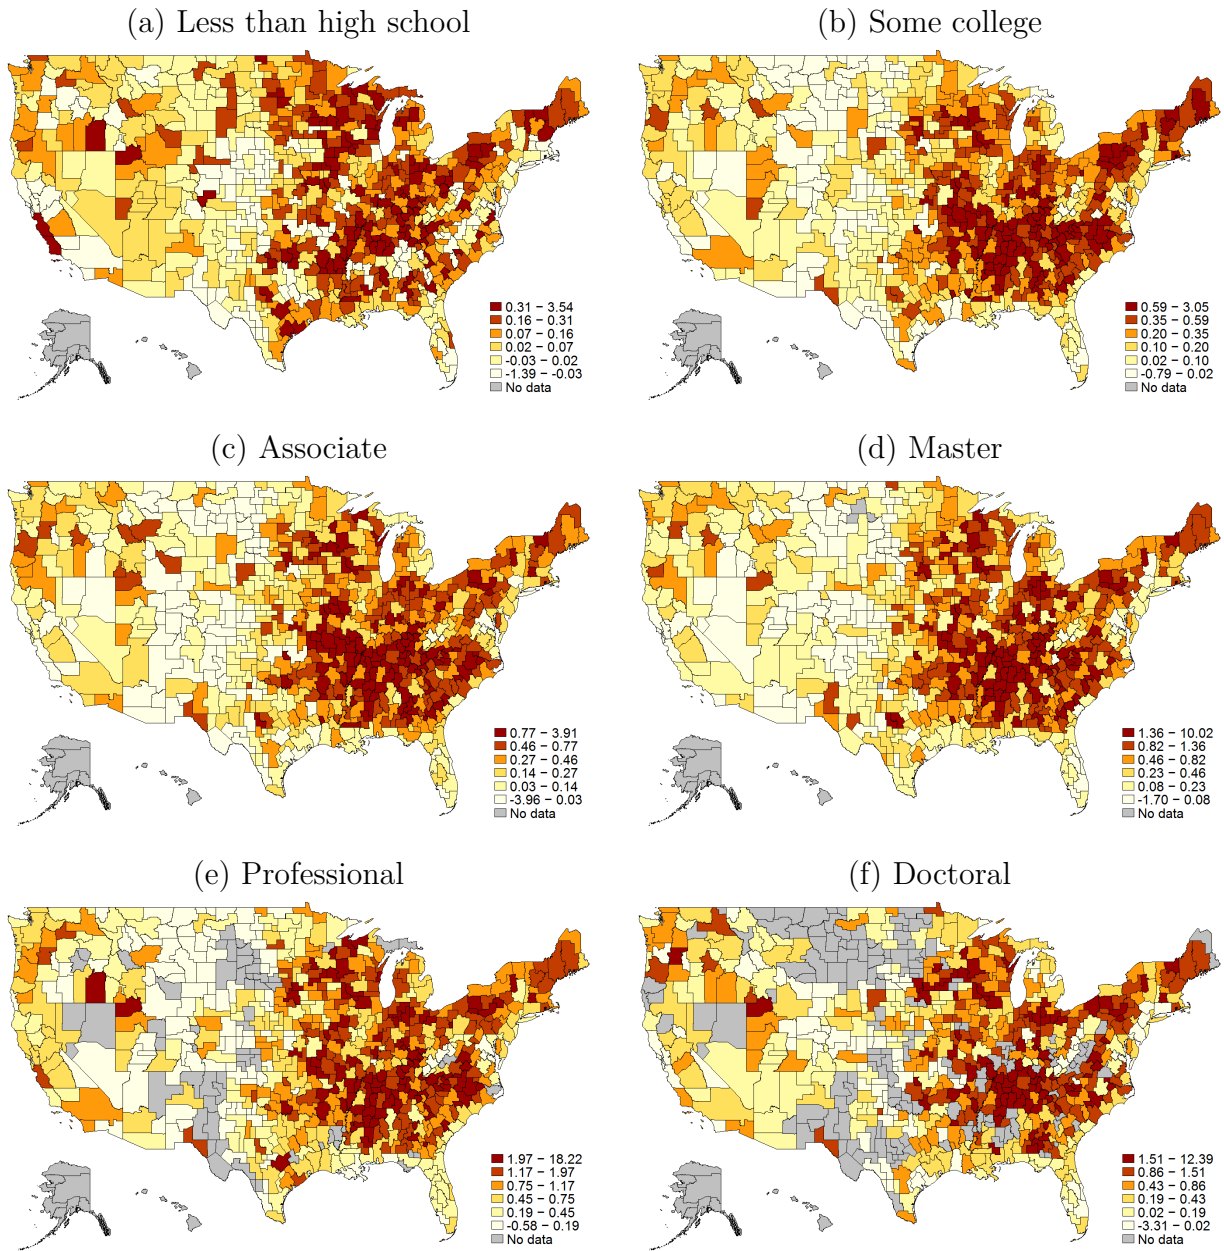 (a) Less than high school
(b) Some college
0.31 − 3.54
0.16 − 0.31
0.07 − 0.16
0.02 − 0.07
-0.03 − 0.02
-1.39 − -0.03
No data
0.59 − 3.05
0.35 − 0.59
0.20 − 0.35
0.10 − 0.20
0.02 − 0.10
-0.79 − 0.02
No data
(c) Associate
(d) Master
0.77 − 3.91
0.46 − 0.77
0.27 − 0.46
0.14 − 0.27
0.03 − 0.14
-3.96 − 0.03
No data
1.36 − 10.02
0.82 − 1.36
0.46 − 0.82
0.23 − 0.46
0.08 − 0.23
-1.70 − 0.08
No data
(e) Professional
(f) Doctoral
1.97 − 18.22
1.17 − 1.97
0.75 − 1.17
0.45 − 0.75
0.19 − 0.45
-0.58 − 0.19
No data
1.51 − 12.39
0.86 − 1.51
0.43 − 0.86
0.19 − 0.43
0.02 − 0.19
-3.31 − 0.02
No data